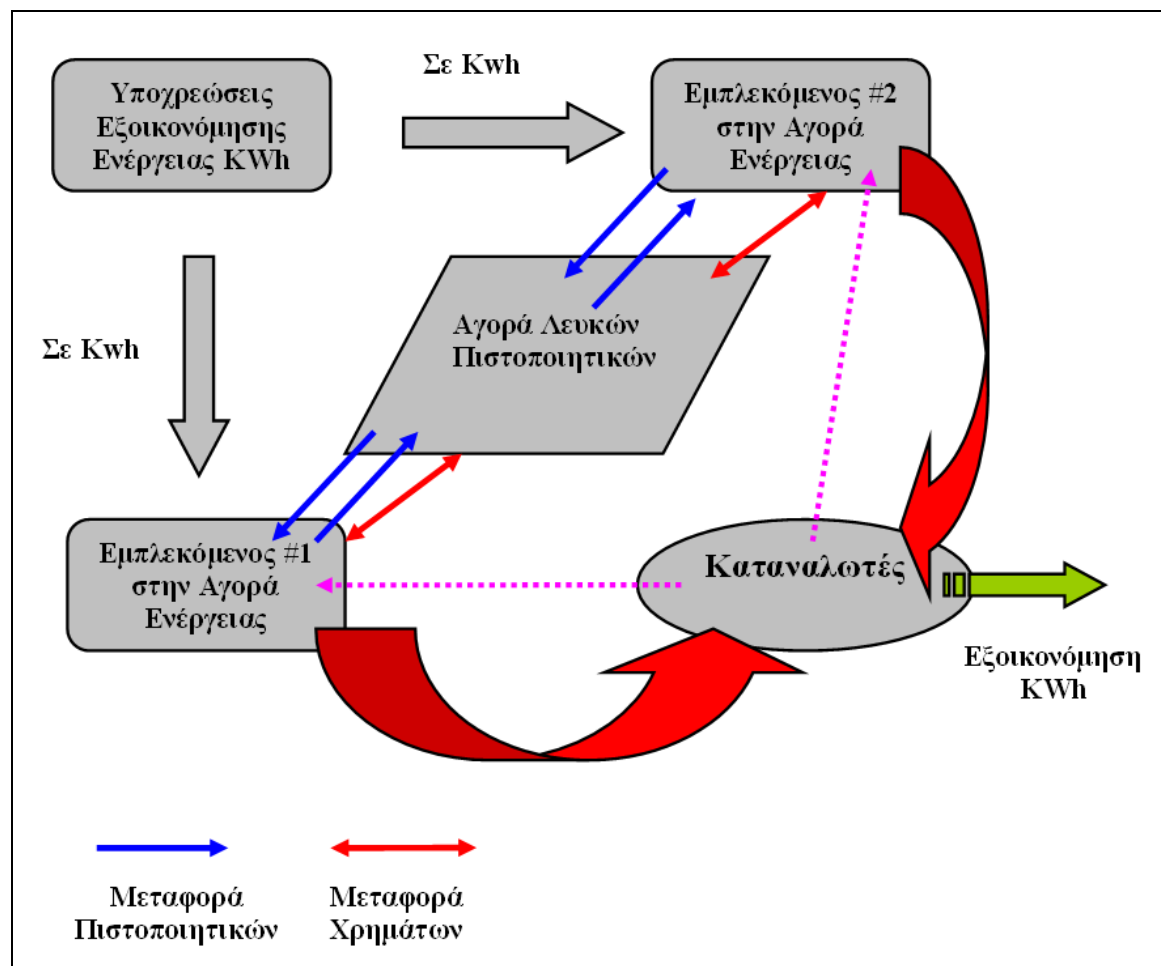 Υποχρεώσεις
Εξοικονόμησης
Ενέργειας KWh
Σε Kwh
Εμπλεκόμενος #2
στην Αγορά
Ενέργειας
Αγορά Λευκών
Πιστοποιητικών
Σε Kwh
Εμπλεκόμενος #1
στην Αγορά
Ενέργειας
Καταναλωτές
Εξοικονόμηση
KWh
Μεταφορά
Πιστοποιητικών
Μεταφορά
Χρημάτων